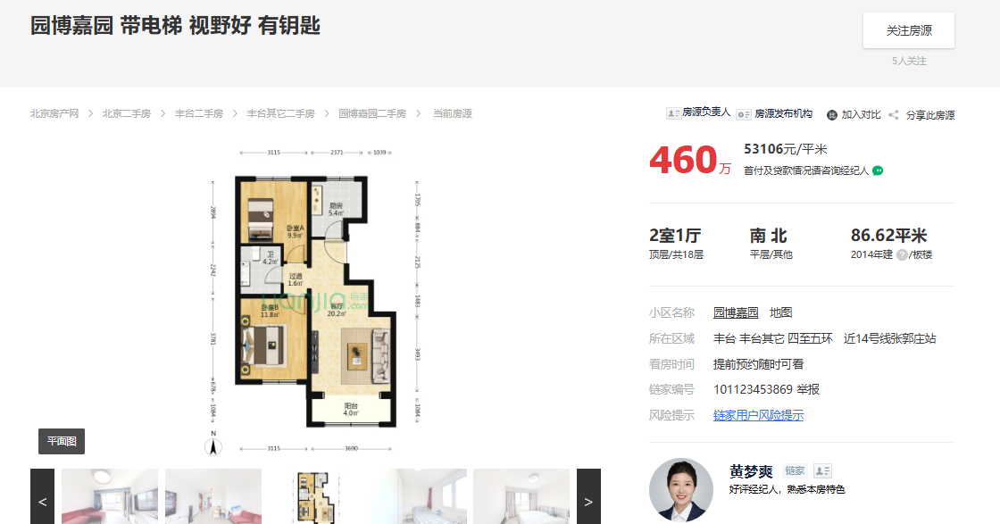 园博嘉园 带电梯 视野好 有钥匙
关注房源
5人关注
北京房产网 > 北京二手房 > 丰台二手房 > 丰台其它二手房 > 园博嘉园二手房 > 当前房源
房源负责人 房源发布机构 加入对比 分享此房源
460万
53106元/平米
首付及贷款情况请咨询经纪人
2室1厅
顶层/共18层
南 北
平层/其他
86.62平米
2014年建 ?/板楼
小区名称 园博嘉园 地图
所在区域 丰台 丰台其它 四至五环 近14号线张郭庄站
看房时间 提前预约随时可看
链家编号 101123453869 举报
风险提示 链家用户风险提示
黄梦爽 链家
好评经纪人，熟悉本房特色
3115 2371 1039
2894
2242
3781
678
1084
1705
884
2125
1483
3493
1084
卧室A
9.9㎡
厨房
5.4㎡
卫
4.2㎡
过道
1.6㎡
卧室B
11.8㎡
客厅
20.2㎡
阳台
4.0㎡
lianjia 链家 .com
N
3115 3690
平面图
<
>